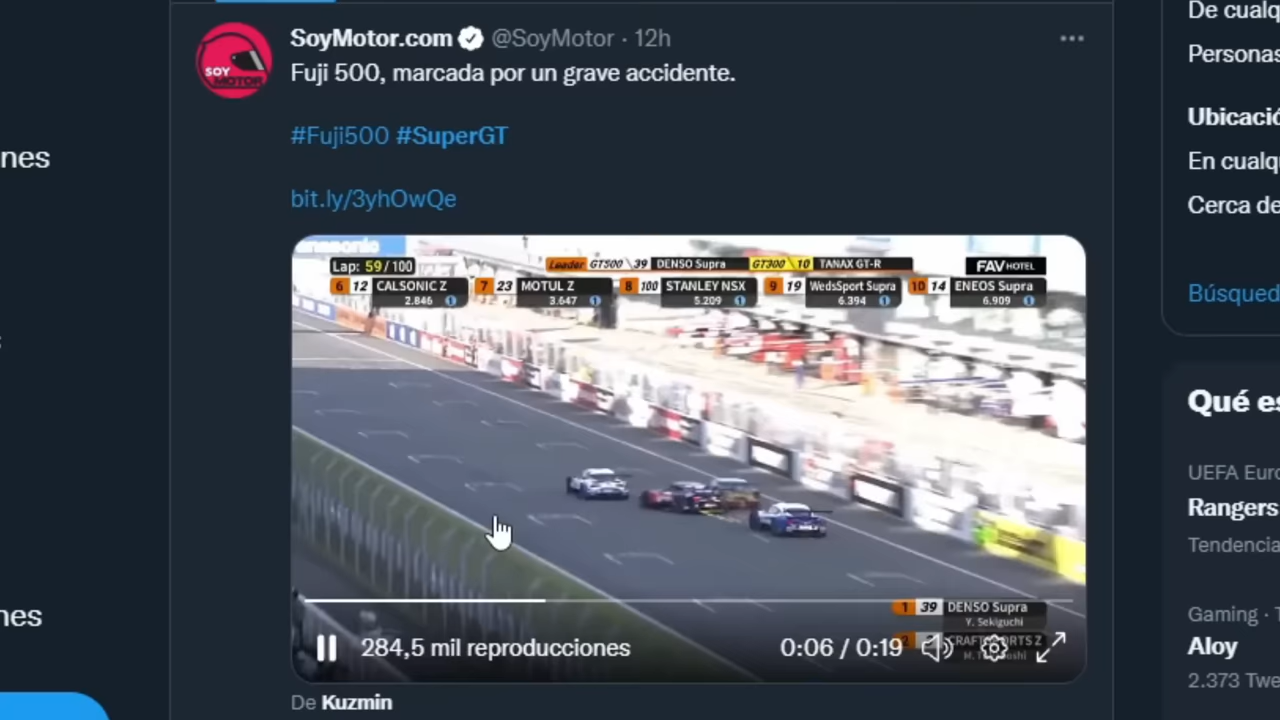 nes
nes
SoyMotor.com @SoyMotor · 12h
Fuji 500, marcada por un grave accidente.
#Fuji500 #SuperGT
bit.ly/3yhOwQe
SOY
MOTOR
Lap: 59/100
Leader GT500 39 DENSO Supra GT300 10 TANAX GT-R
FAV HOTEL
6 12 CALSONIC Z 7 23 MOTUL Z 8 100 STANLEY NSX 9 19 WedsSport Supra 10 14 ENEOS Supra
2.846 3.647 5.209 6.394 6.909
1 39 DENSO Supra
Y. Sekiguchi
284,5 mil reproducciones
0:06 / 0:19
De Kuzmin
De cualq
Personas
Ubicació
En cualqu
Cerca de
Búsqued
Qué es
UEFA Euro
Rangers
Tendencia
Gaming · T
Aloy
2.373 Twe